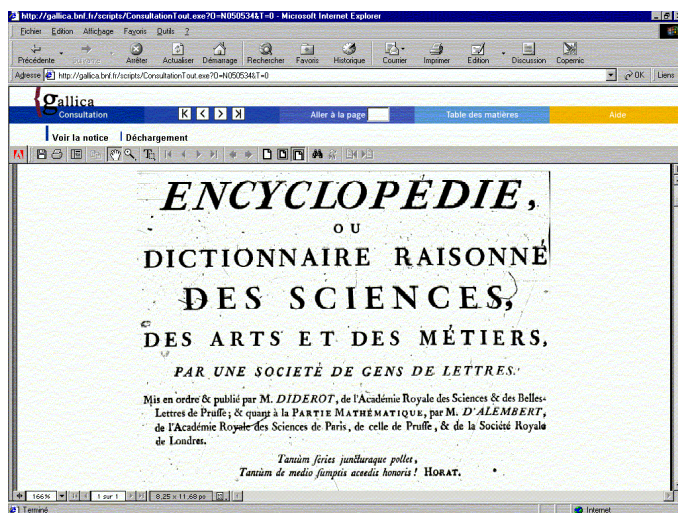 http://gallica.bnf.fr/scripts/ConsultationTout.exe?O=N050534&T=0 - Microsoft Internet Explorer
Fichier Edition Affichage Favoris Outils ?
Précédente Suivante Arrêter Actualiser Démarrage Rechercher Favoris Historique Courrier Imprimer Edition Discussion Copernic
Adresse http://gallica.bnf.fr/scripts/ConsultationTout.exe?O=N050534&T=0 OK Liens
gallica
Consultation Aller à la page Table des matières Aide
Voir la notice Déchargement
ENCYCLOPÉDIE,
OU
DICTIONNAIRE RAISONNÉ
DES SCIENCES,
DES ARTS ET DES MÉTIERS,
PAR UNE SOCIETÉ DE GENS DE LETTRES.
Mis en ordre & publié par M. DIDEROT, de l'Académie Royale des Sciences & des Belles-
Lettres de Prusse; & quant à la PARTIE MATHÉMATIQUE, par M. D'ALEMBERT,
de l'Académie Royale des Sciences de Paris, de celle de Prusse, & de la Société Royale
de Londres.
Tantùm series juncturaque pollet,
Tantùm de medio sumptis accedit honoris! HORAT.
166% 1 sur 1 8,25 x 11,68 po
Terminé Internet